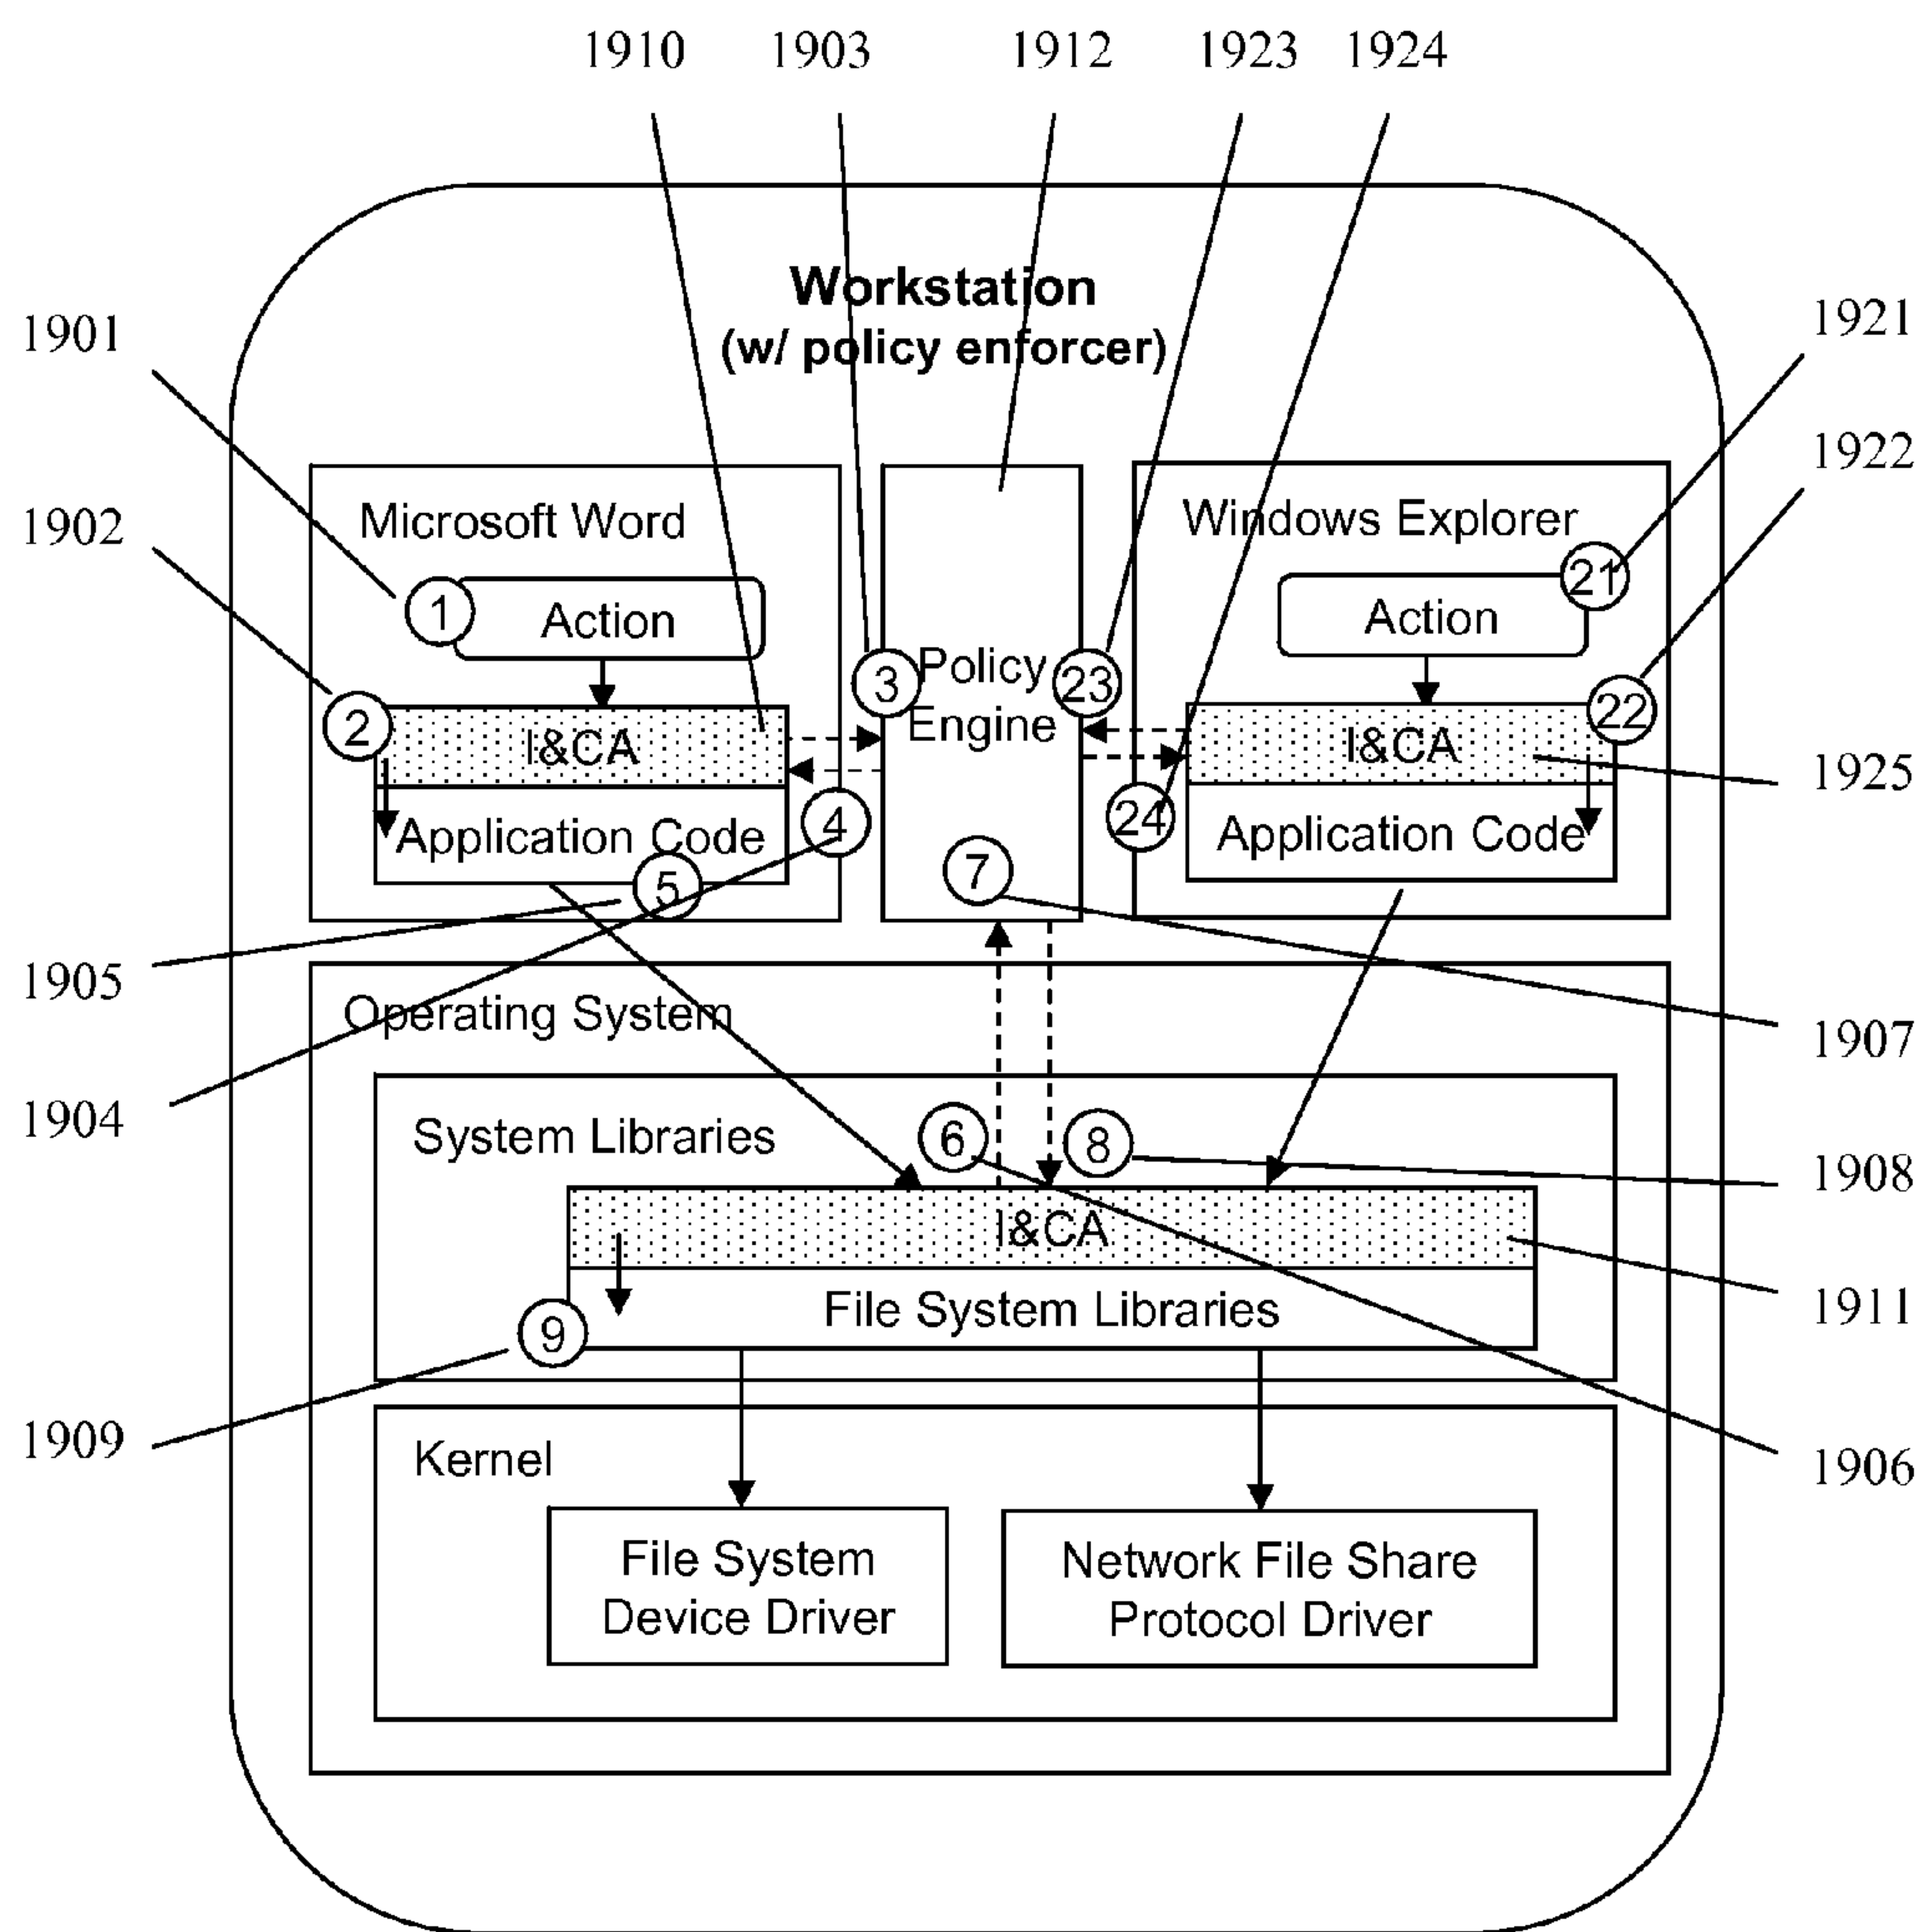 1910 1903 1912 1923 1924
Workstation
(w/ policy enforcer)
1901
1921
1902
1922
Microsoft Word
Windows Explorer
1
Action
21
Action
2
I&CA
3
Policy
Engine
23
22
I&CA
1925
Application Code
4
24
Application Code
5
7
1905
Operating System
1907
1904
System Libraries
6
8
1908
I&CA
1911
File System Libraries
9
1909
1906
Kernel
File System
Device Driver
Network File Share
Protocol Driver